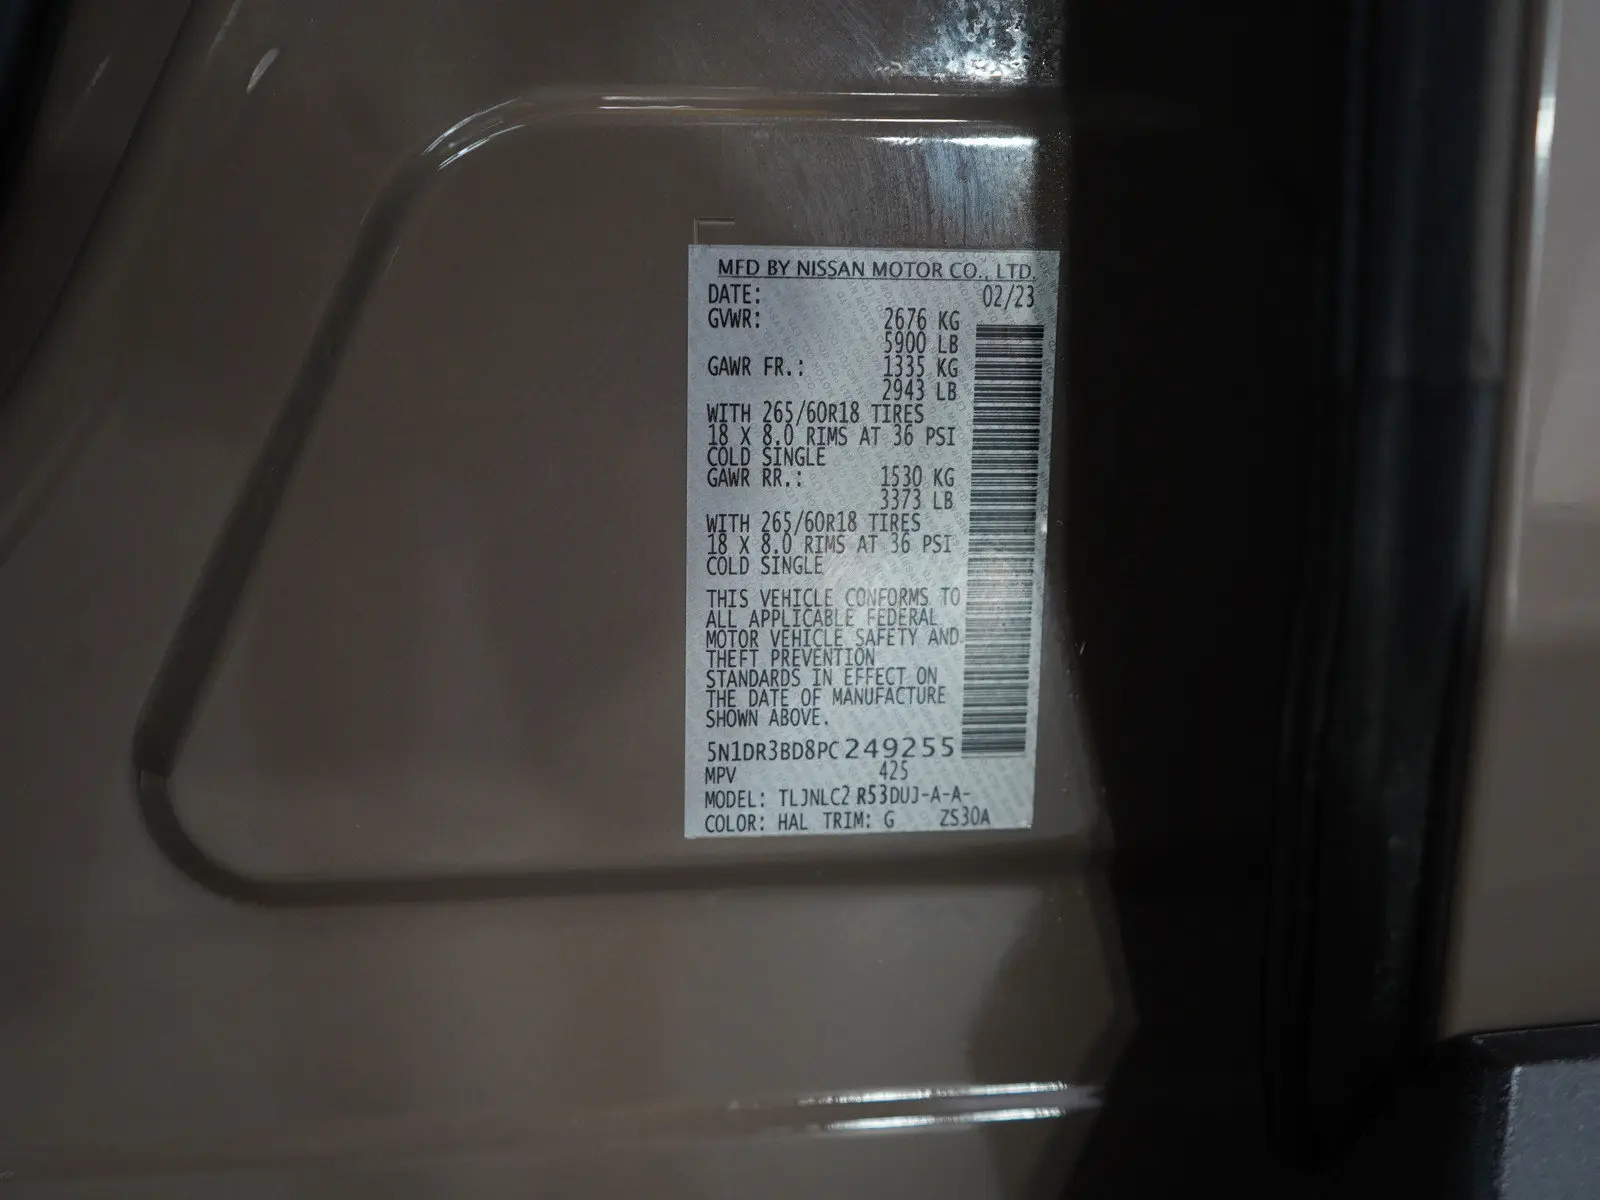 MFD BY NISSAN MOTOR CO., LTD.
DATE: 02/23
GVWR: 2676 KG
5900 LB
GAWR FR.: 1335 KG
2943 LB
WITH 265/60R18 TIRES
18 X 8.0 RIMS AT 36 PSI
COLD SINGLE
GAWR RR.: 1530 KG
3373 LB
WITH 265/60R18 TIRES
18 X 8.0 RIMS AT 36 PSI
COLD SINGLE
THIS VEHICLE CONFORMS TO
ALL APPLICABLE FEDERAL
MOTOR VEHICLE SAFETY AND
THEFT PREVENTION
STANDARDS IN EFFECT ON
THE DATE OF MANUFACTURE
SHOWN ABOVE.
5N1DR3BD8PC249255
MPV 425
MODEL: TLJNLC2 R53DUJ-A-A-
COLOR: HAL TRIM: G ZS30A